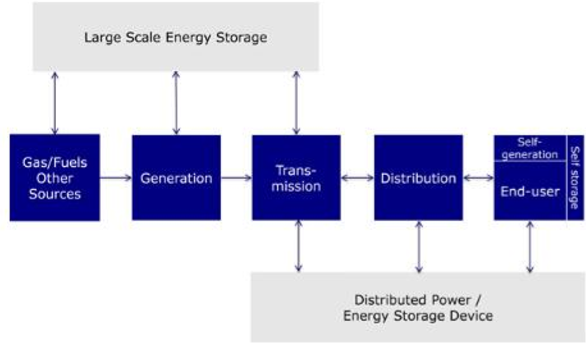 Large Scale Energy Storage
Gas/Fuels
Other
Sources
Generation
Trans-
mission
Distribution
Self-
generation
End-user
Self storage
Distributed Power /
Energy Storage Device